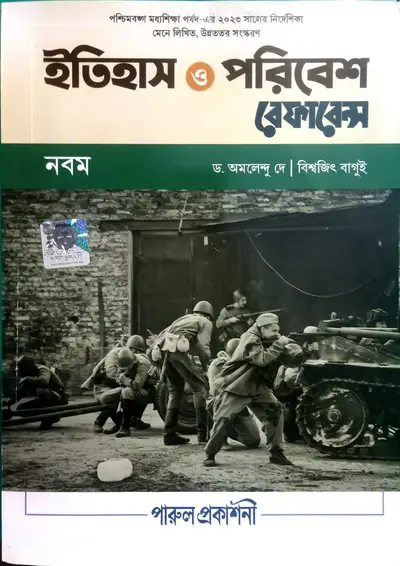 পশ্চিমবঙ্গ মধ্যশিক্ষা পর্ষদ-এর ২০২৩ সালের নির্দেশিকা
মেনে লিখিত, উন্নততর সংস্করণ
ইতিহাস ও পরিবেশ
রেফারেন্স
নবম
ড. অমলেন্দু দে | বিশ্বজিৎ বাগুই
পারুল প্রকাশনী